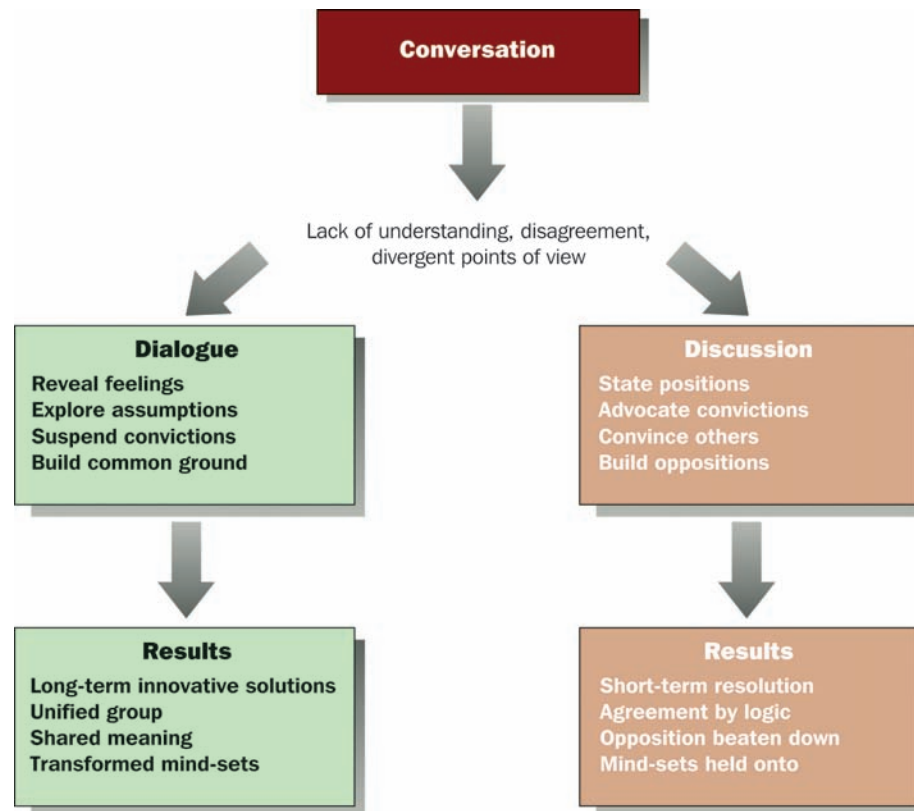 Conversation
Lack of understanding, disagreement,
divergent points of view
Dialogue
Reveal feelings
Explore assumptions
Suspend convictions
Build common ground
Discussion
State positions
Advocate convictions
Convince others
Build oppositions
Results
Long-term innovative solutions
Unified group
Shared meaning
Transformed mind-sets
Results
Short-term resolution
Agreement by logic
Opposition beaten down
Mind-sets held onto